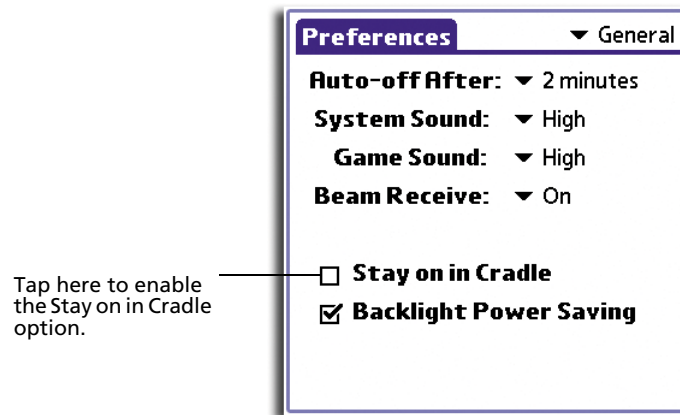 Preferences General
Auto-off After: 2 minutes
System Sound: High
Game Sound: High
Beam Receive: On
Stay on in Cradle
Backlight Power Saving
Tap here to enable
the Stay on in Cradle
option.